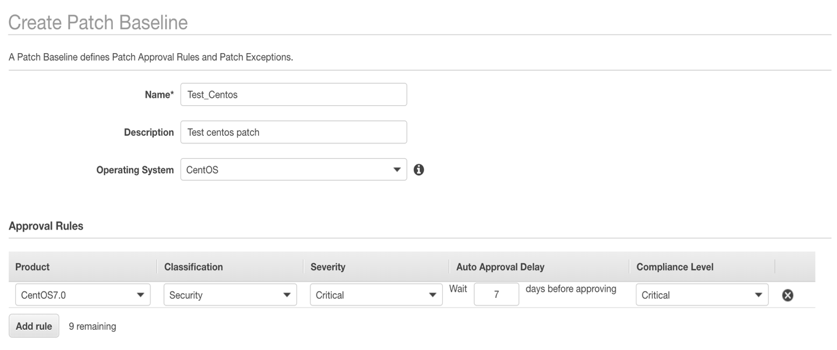 Create Patch Baseline
A Patch Baseline defines Patch Approval Rules and Patch Exceptions.
Name* Test_Centos
Description Test centos patch
Operating System CentOS
Approval Rules
Product Classification Severity Auto Approval Delay Compliance Level
CentOS7.0 Security Critical Wait 7 days before approving Critical
Add rule 9 remaining